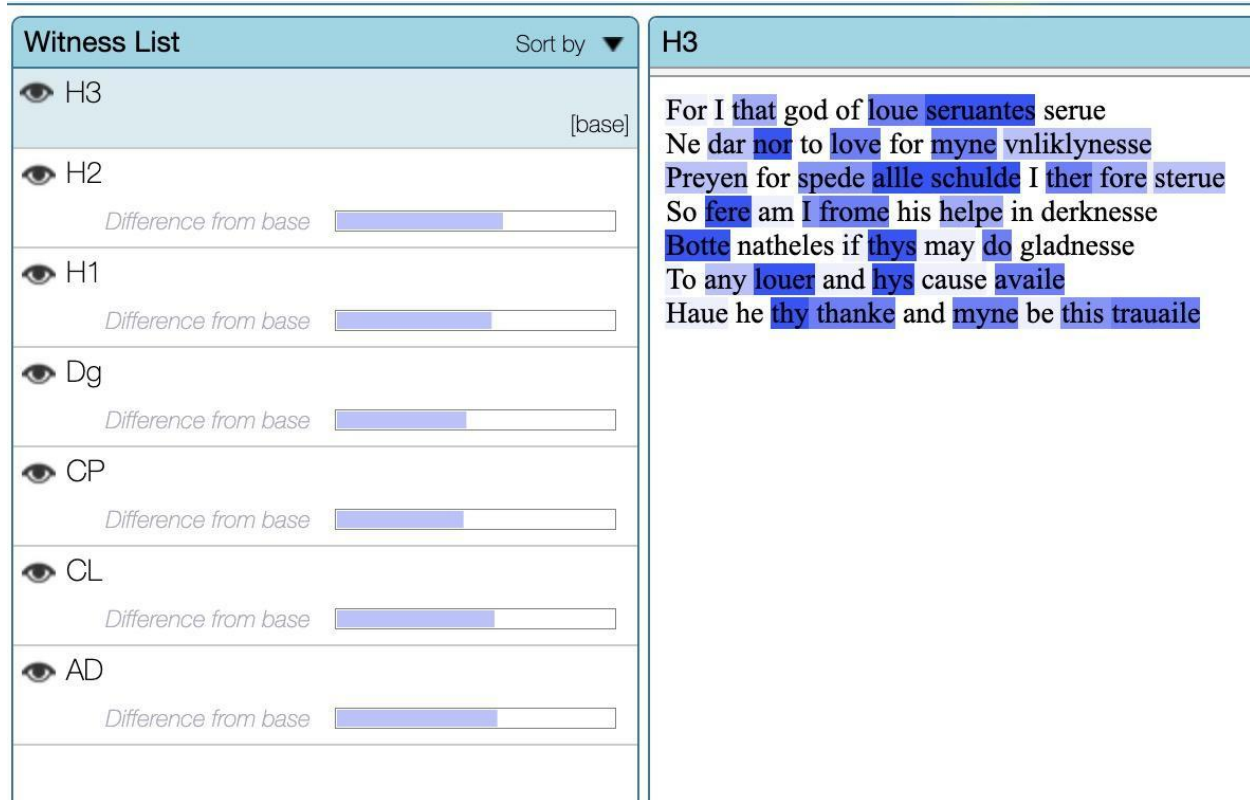 Witness List
Sort by ▼
H3
[base]
H2
Difference from base
H1
Difference from base
Dg
Difference from base
CP
Difference from base
CL
Difference from base
AD
Difference from base
H3
For I that god of loue seruantes serue
Ne dar nor to love for myne vnliklynesse
Preyen for spede allle schulde I ther fore sterue
So fere am I frome his helpe in derknesse
Botte natheles if thys may do gladnesse
To any louer and hys cause availe
Haue he thy thanke and myne be this trauaile